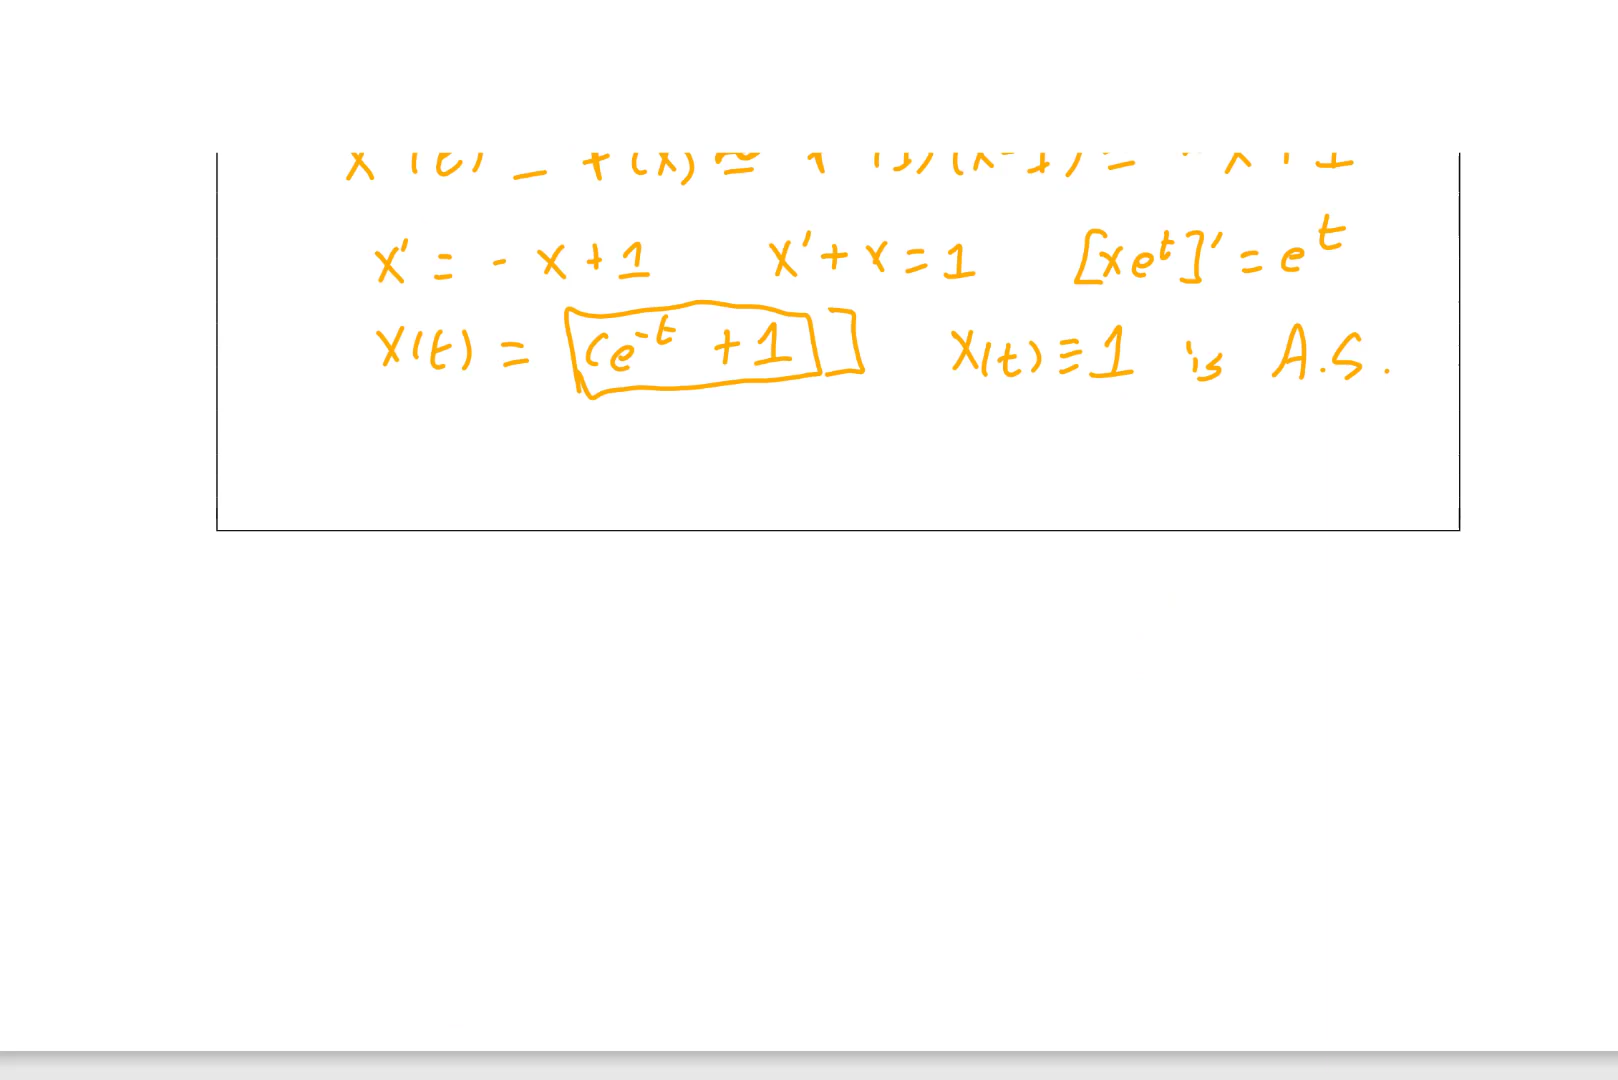 x' = - x + 1 x' + x = 1 [xe^t]' = e^t
x(t) = ce^-t + 1 ] x(t) ≡ 1 is A.S.